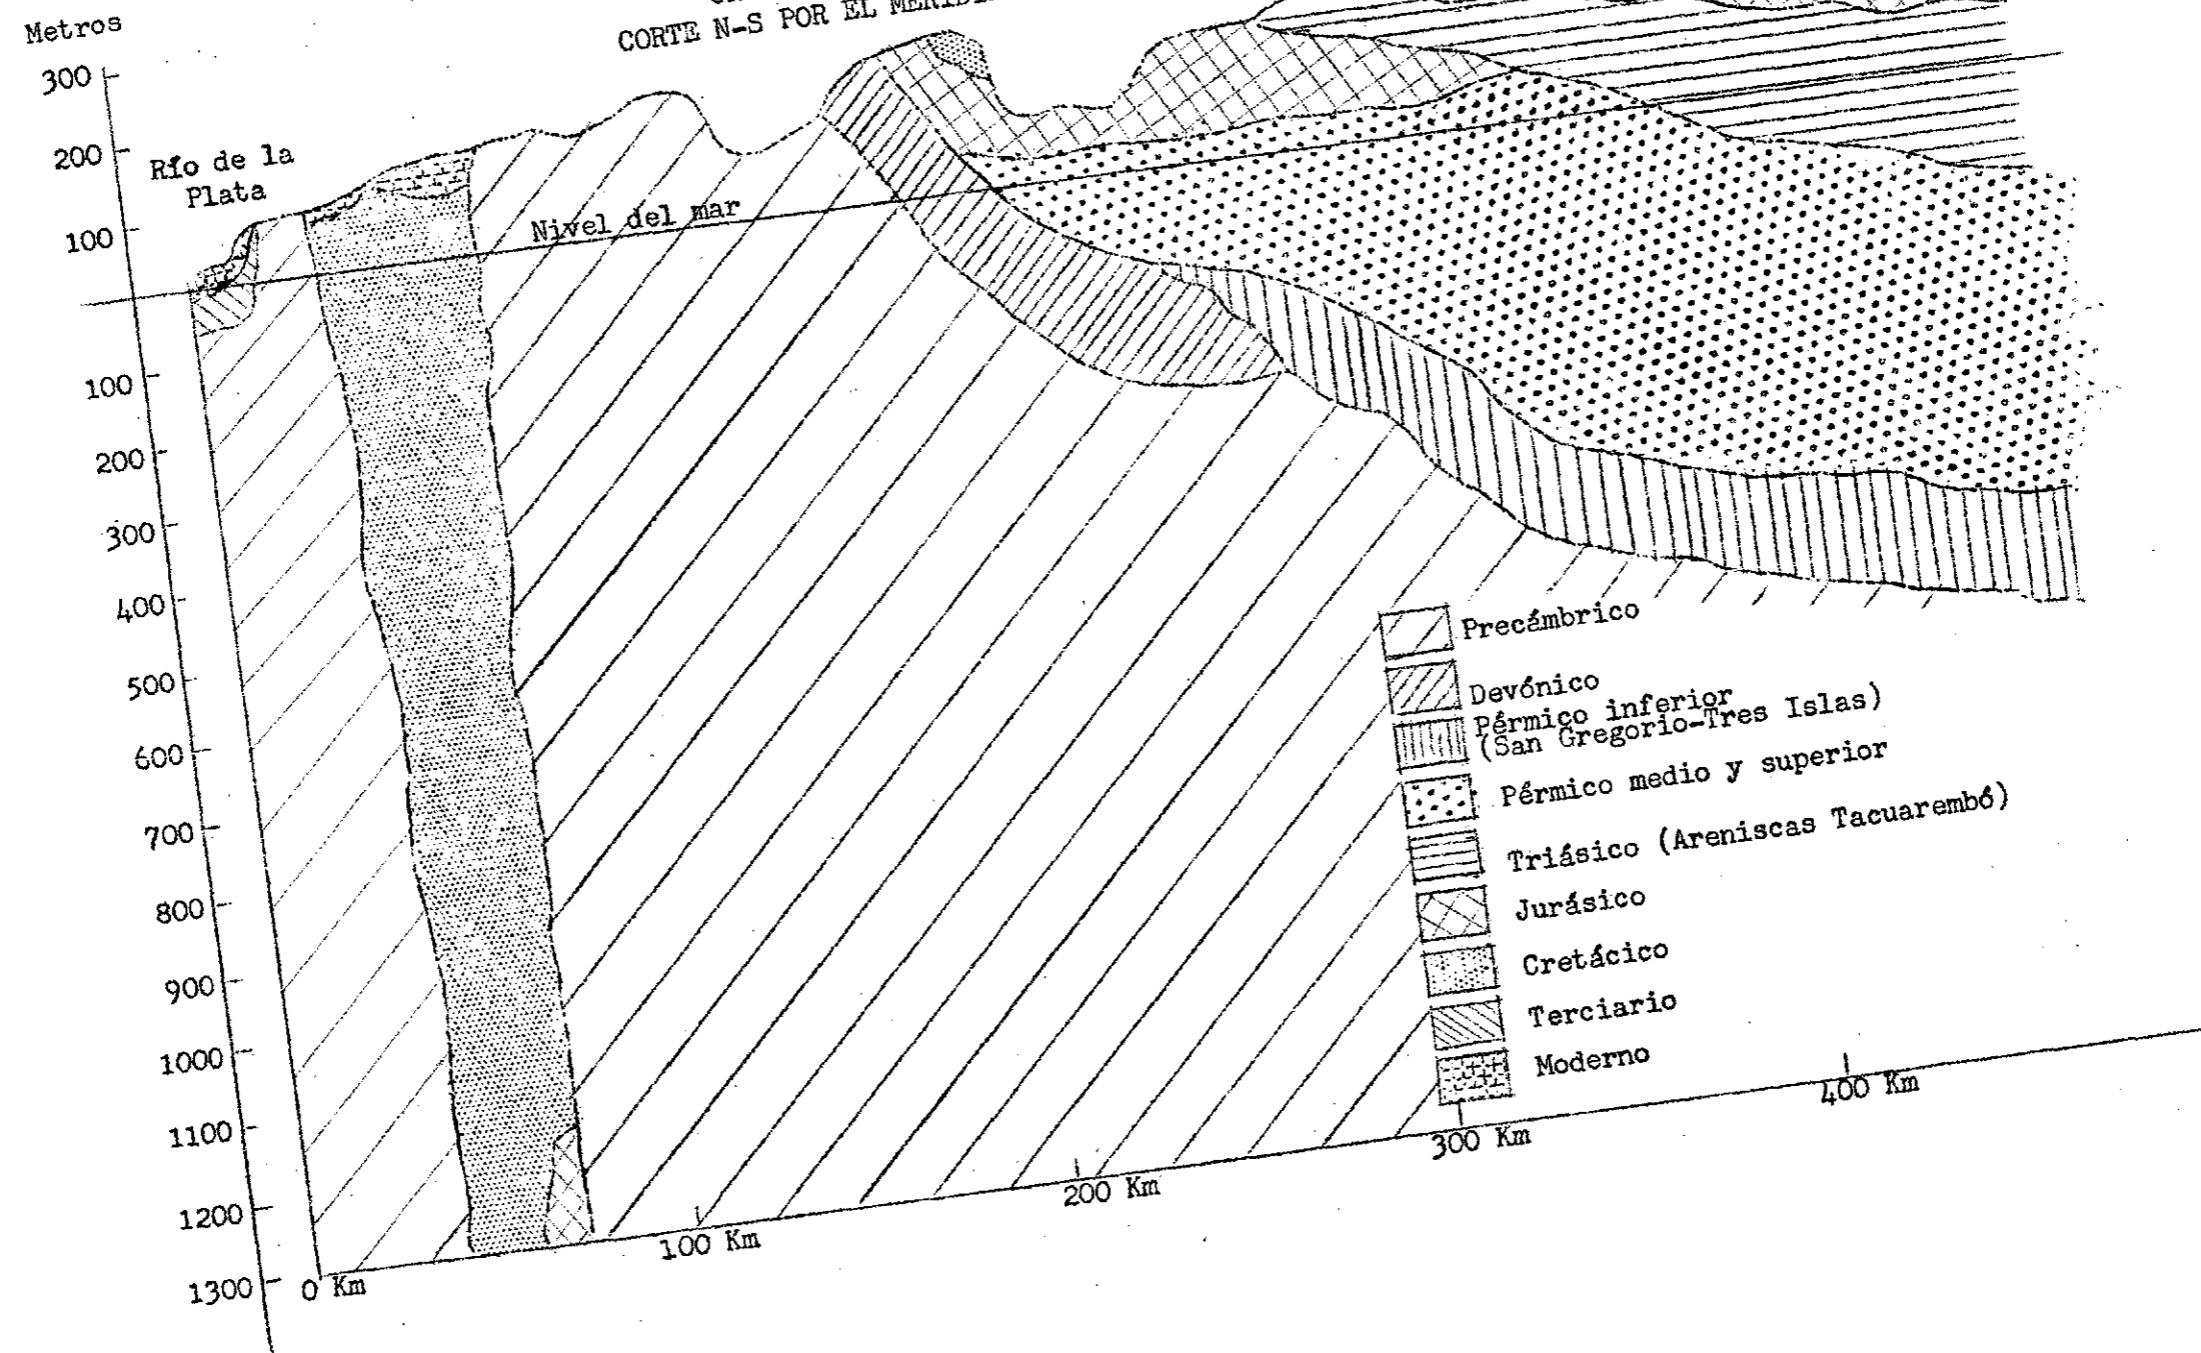 CORTE N-S POR EL
Metros
300
200
100
100
200
300
400
500
600
700
800
900
1000
1100
1200
1300
Río de la
Plata
Nivel del mar
Precámbrico
Devónico
Pérmico inferior
(San Gregorio-Tres Islas)
Pérmico medio y superior
Triásico (Areniscas Tacuarembó)
Jurásico
Cretácico
Terciario
Moderno
0 Km
100 Km
200 Km
300 Km
400 Km